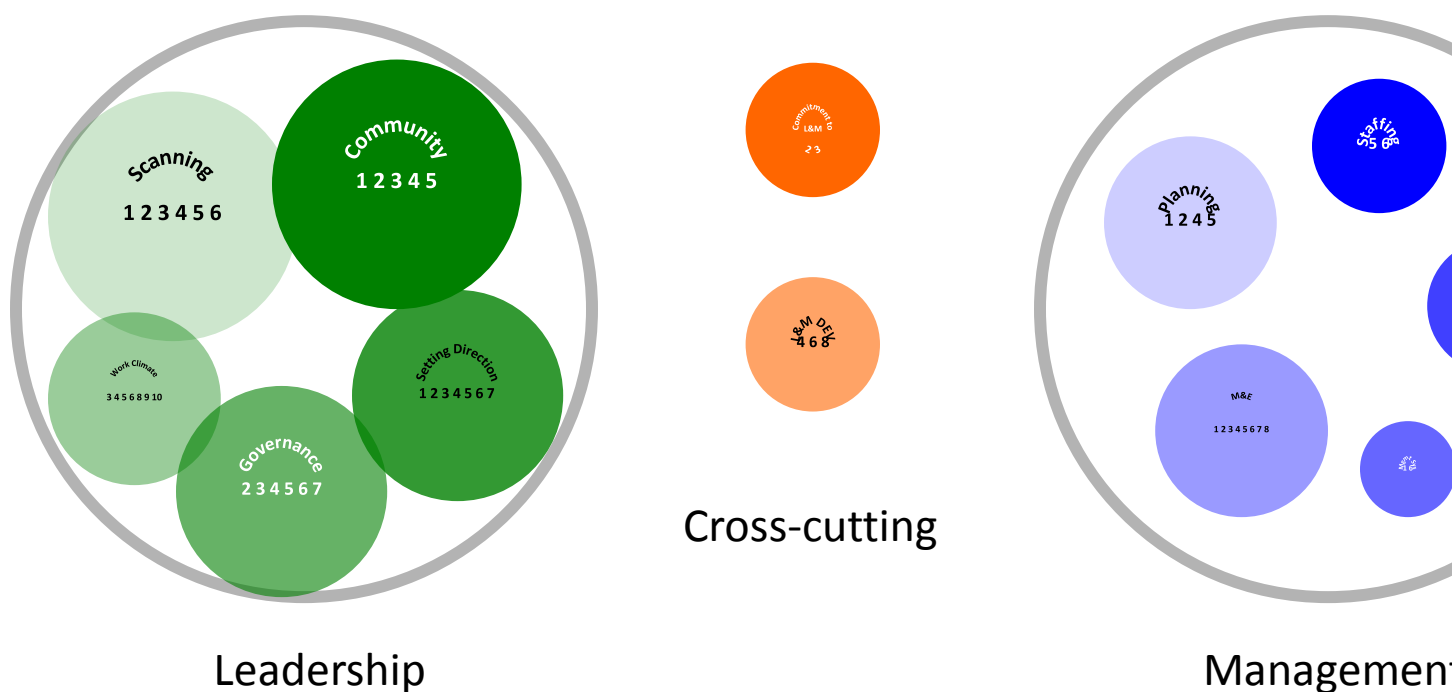 Scanning
1 2 3 4 5 6
Community
1 2 3 4 5
Work Climate
3 4 5 6 8 9 10
Governance
2 3 4 5 6 7
Setting Direction
1 2 3 4 5 6 7
Leadership
Commitment to
L&M
2 3
L&M DEV
4 6 8
Cross-cutting
Planning
1 2 4 5
Staffing
5 6
M&E
1 2 3 4 5 6 7 8
Management